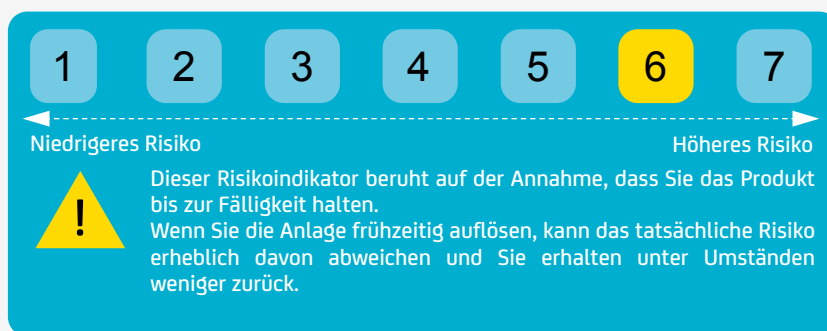 1 2 3 4 5 6 7
Niedrigeres Risiko Höheres Risiko
Dieser Risikoindikator beruht auf der Annahme, dass Sie das Produkt
bis zur Fälligkeit halten.
Wenn Sie die Anlage frühzeitig auflösen, kann das tatsächliche Risiko
erheblich davon abweichen und Sie erhalten unter Umständen
weniger zurück.
!